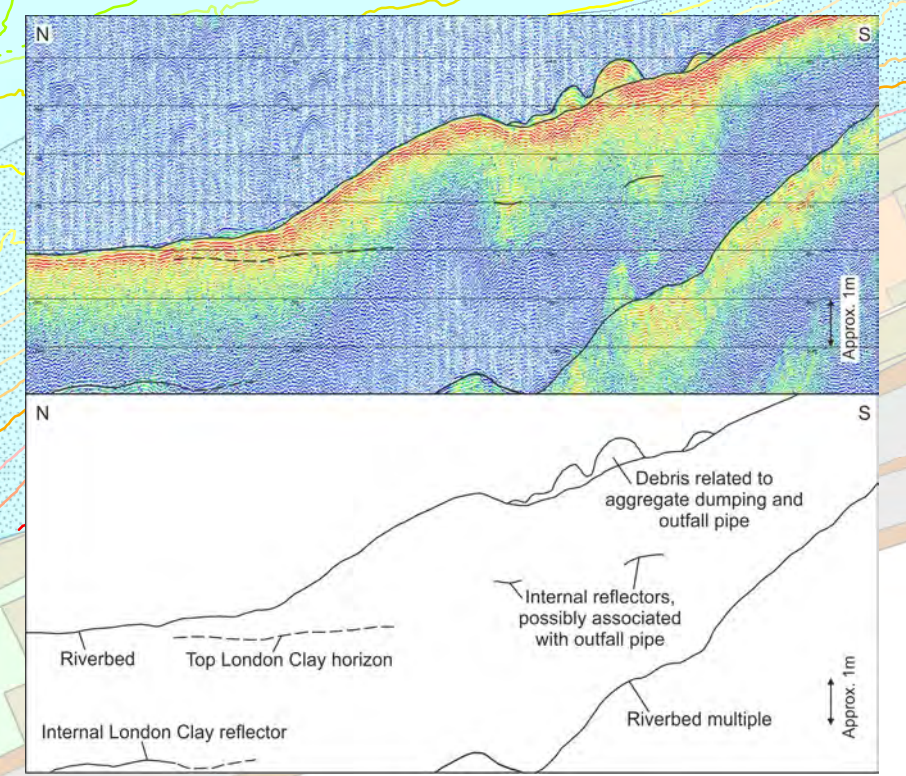 N
S
Approx. 1m
N
S
Debris related to
aggregate dumping and
outfall pipe
Internal reflectors,
possibly associated
with outfall pipe
Riverbed
Top London Clay horizon
Approx. 1m
Riverbed multiple
Internal London Clay reflector